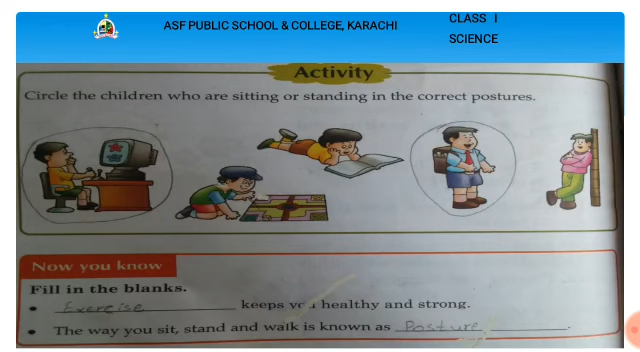 ASF PUBLIC SCHOOL & COLLEGE, KARACHI
CLASS I
SCIENCE
Activity
Circle the children who are sitting or standing in the correct postures.
Now you know
Fill in the blanks.
• Exercise keeps you healthy and strong.
• The way you sit, stand and walk is known as Posture.